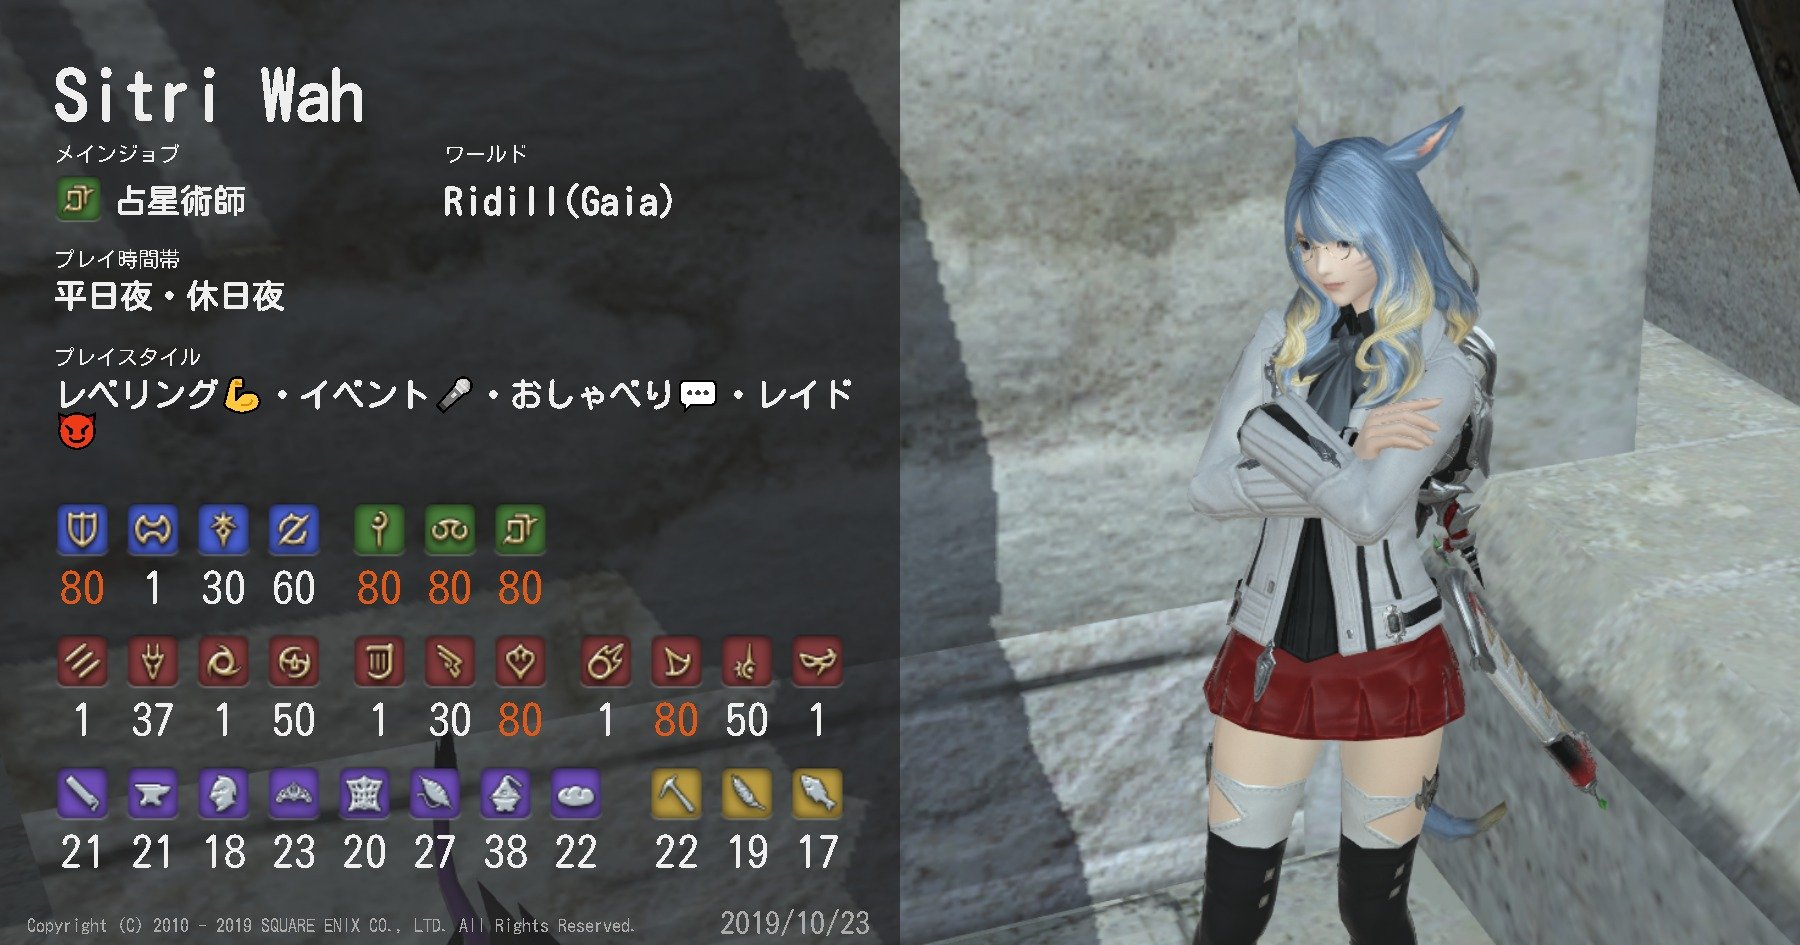 Sitri Wah
メインジョブ ワールド
占星術師 Ridill(Gaia)
プレイ時間帯
平日夜・休日夜
プレイスタイル
レベリング💪・イベント🎤・おしゃべり💬・レイド
😈
80 1 30 60 80 80 80
1 37 1 50 1 30 80 1 80 50 1
21 21 18 23 20 27 38 22 22 19 17
Copyright (C) 2010 - 2019 SQUARE ENIX CO., LTD. All Rights Reserved. 2019/10/23